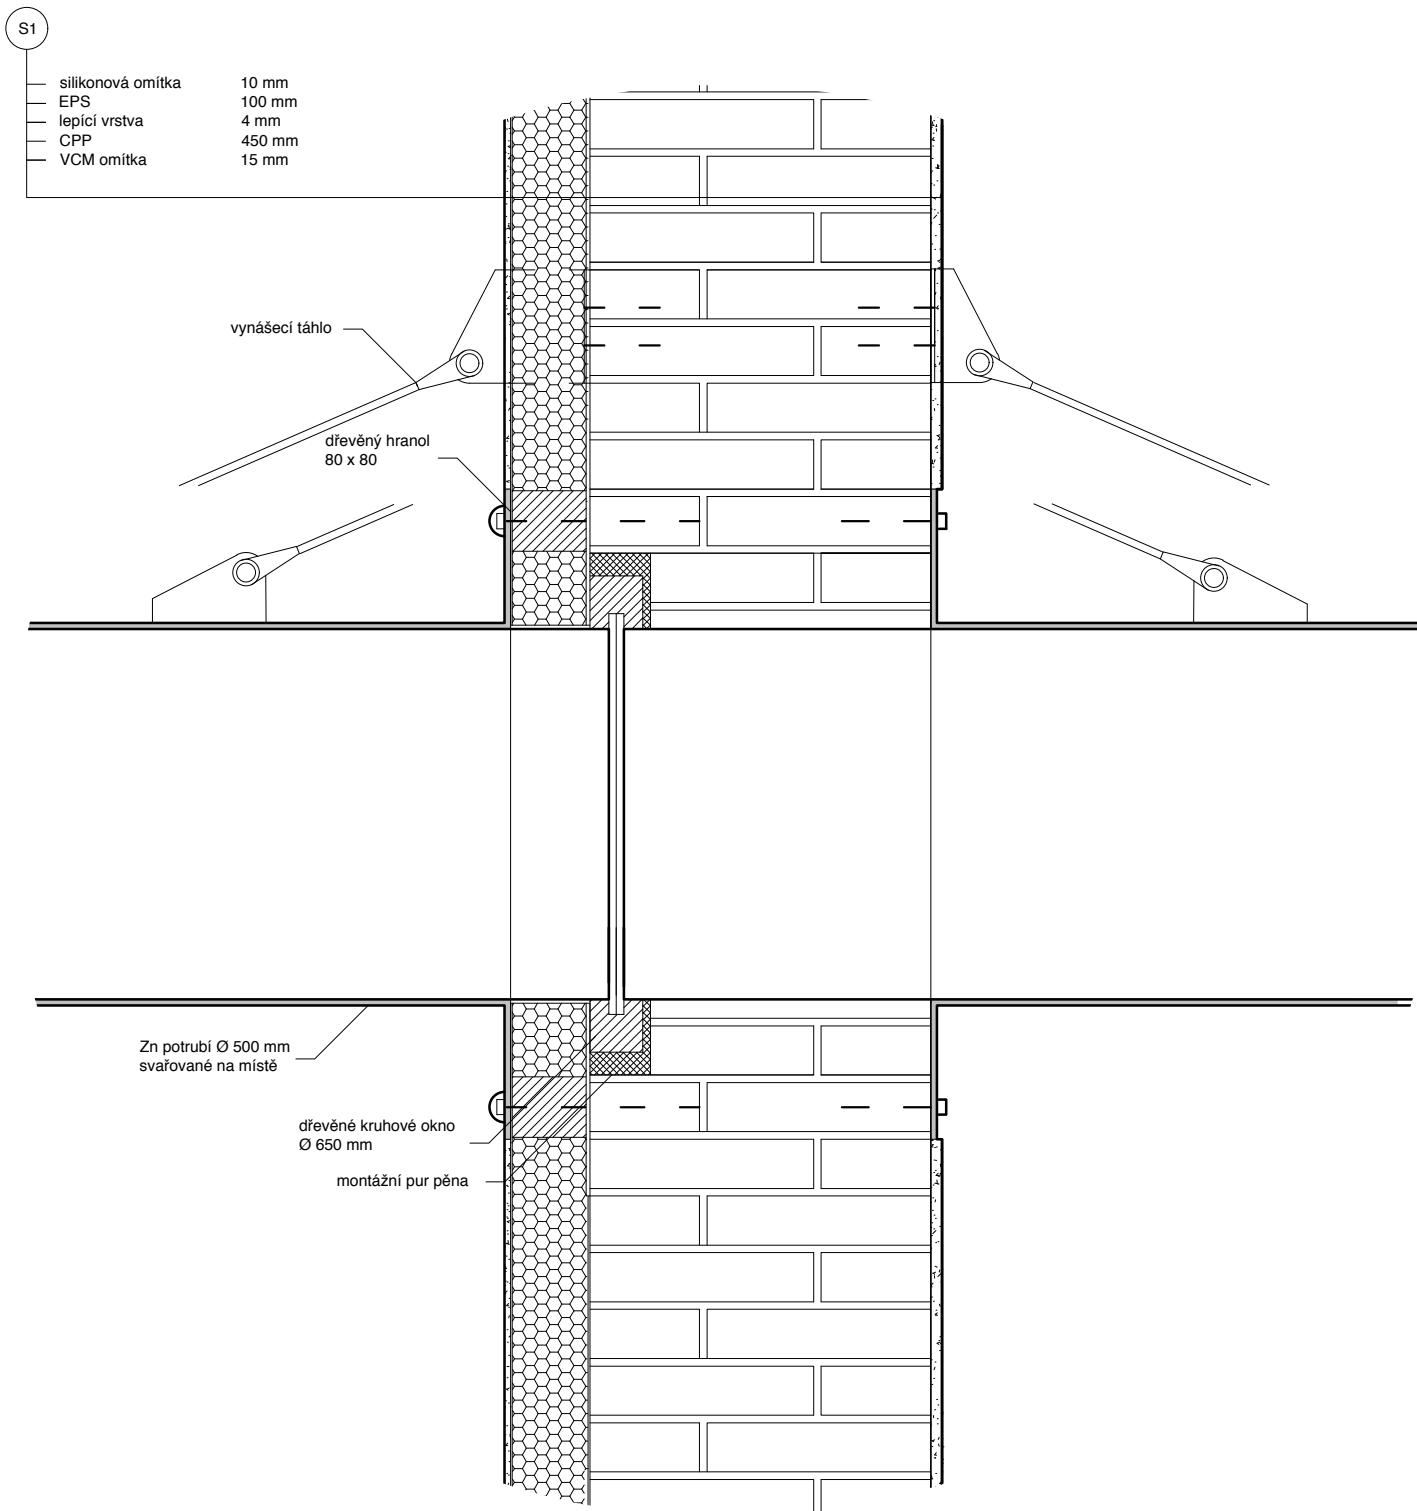 S1
silikonová omítka 10 mm
EPS 100 mm
lepící vrstva 4 mm
CPP 450 mm
VCM omítka 15 mm
vynášecí táhlo
dřevěný hranol
80 x 80
Zn potrubí Ø 500 mm
svařované na místě
dřevěné kruhové okno
Ø 650 mm
montážní pur pěna